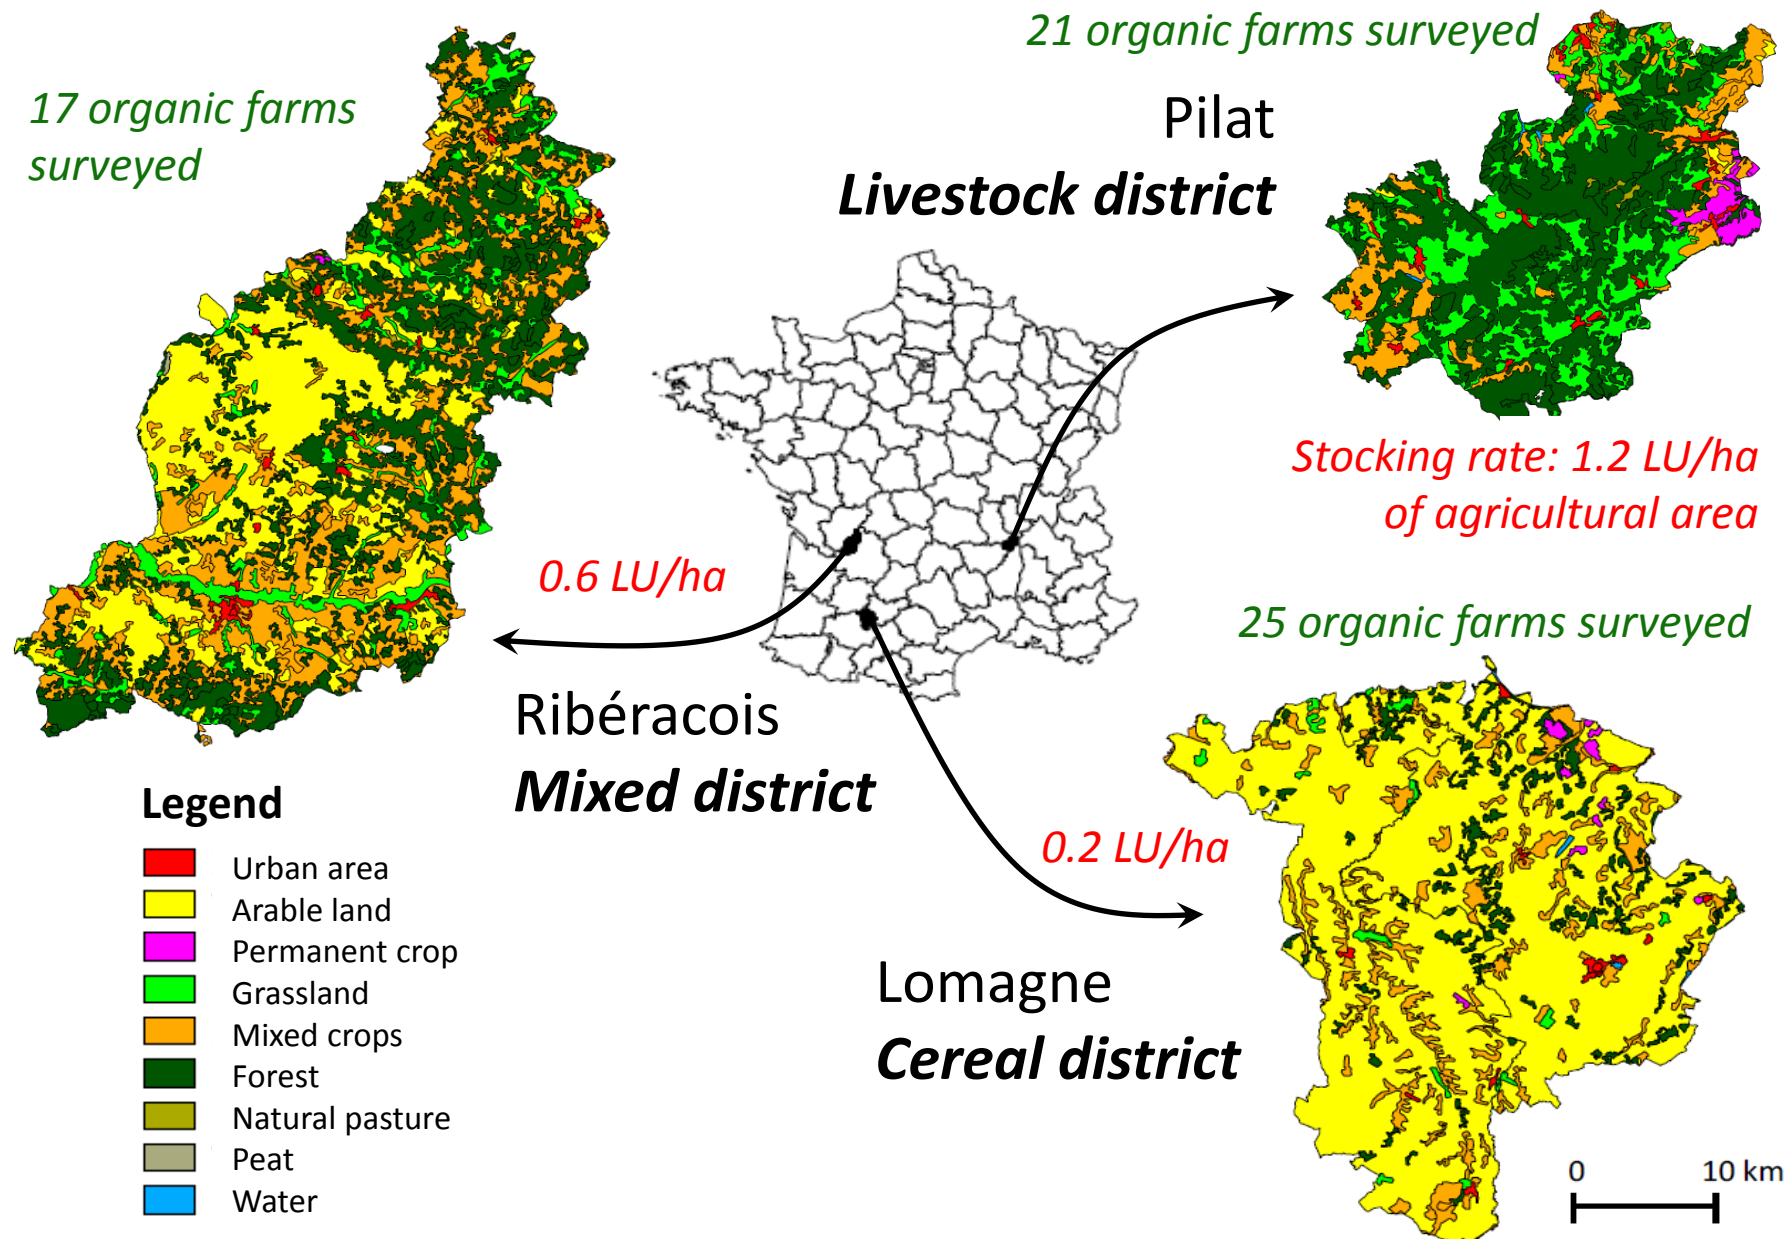 21 organic farms surveyed
17 organic farms
surveyed
Pilat
Livestock district
Stocking rate: 1.2 LU/ha
of agricultural area
0.6 LU/ha
25 organic farms surveyed
Ribéracois
Mixed district
0.2 LU/ha
Lomagne
Cereal district
Legend
Urban area
Arable land
Permanent crop
Grassland
Mixed crops
Forest
Natural pasture
Peat
Water
0 10 km